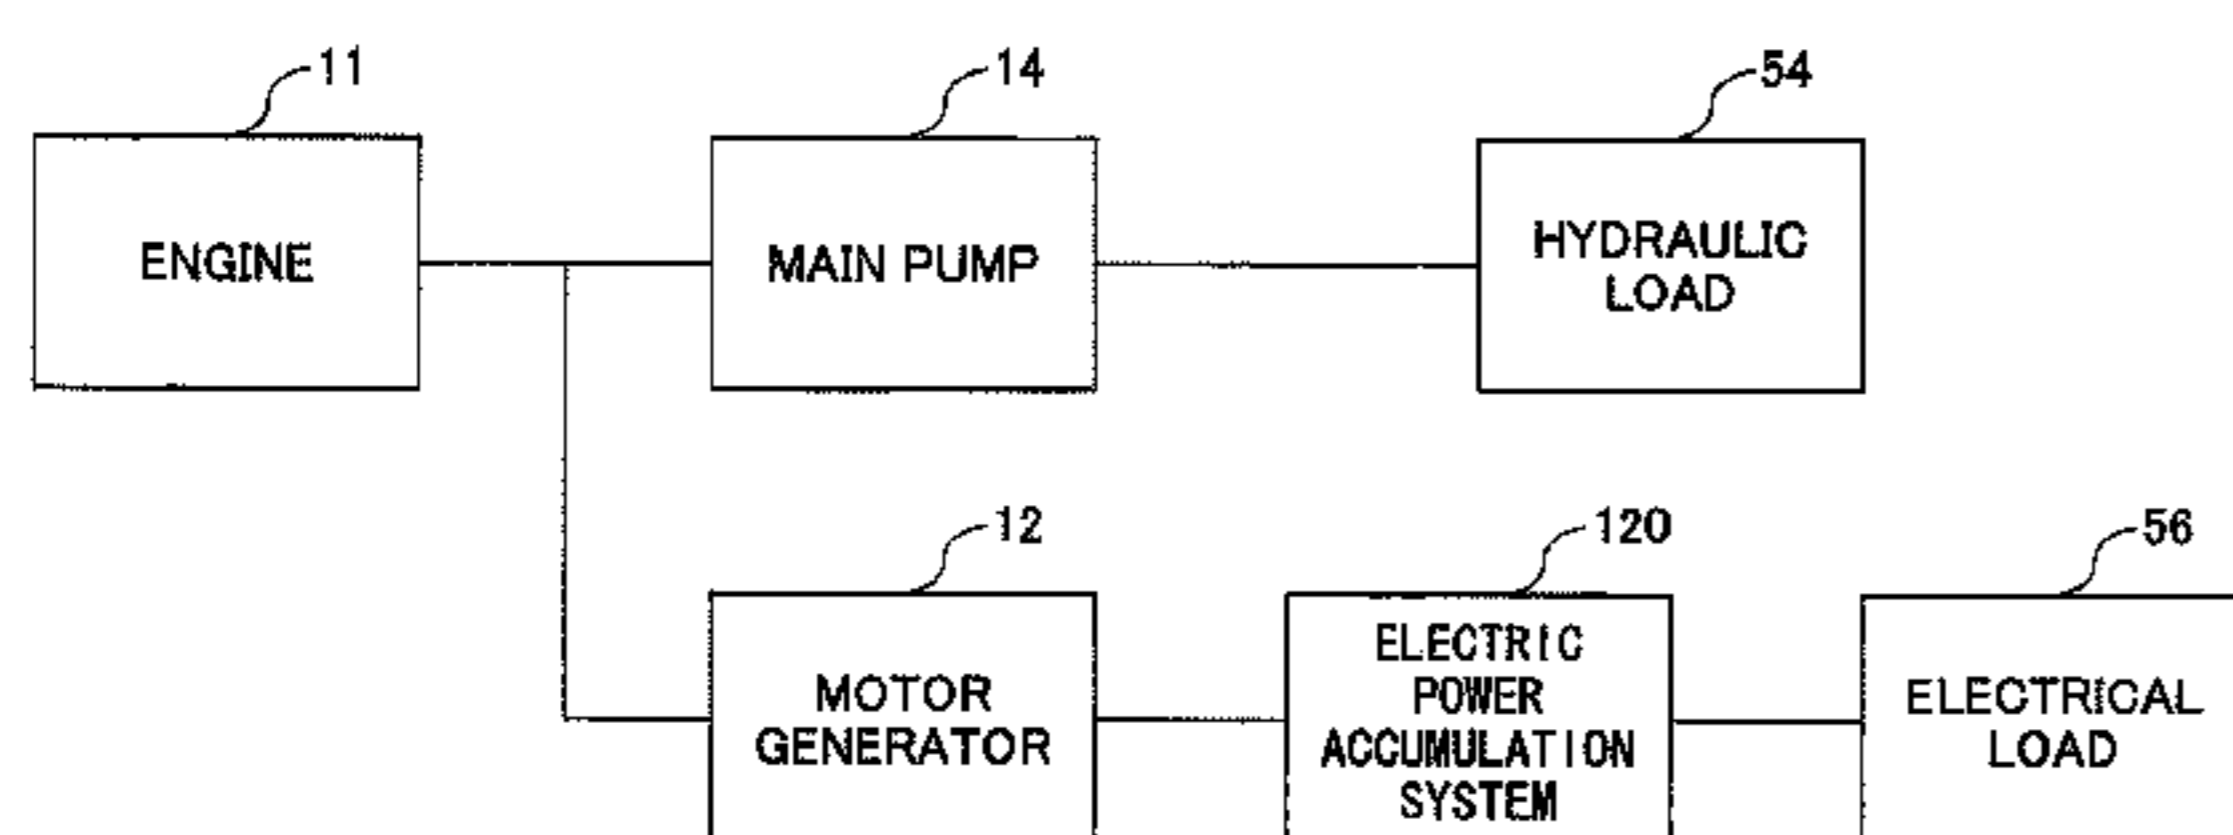 11
14
54
ENGINE
MAIN PUMP
HYDRAULIC
LOAD
12
120
56
MOTOR
GENERATOR
ELECTRIC
POWER
ACCUMULATION
SYSTEM
ELECTRICAL
LOAD